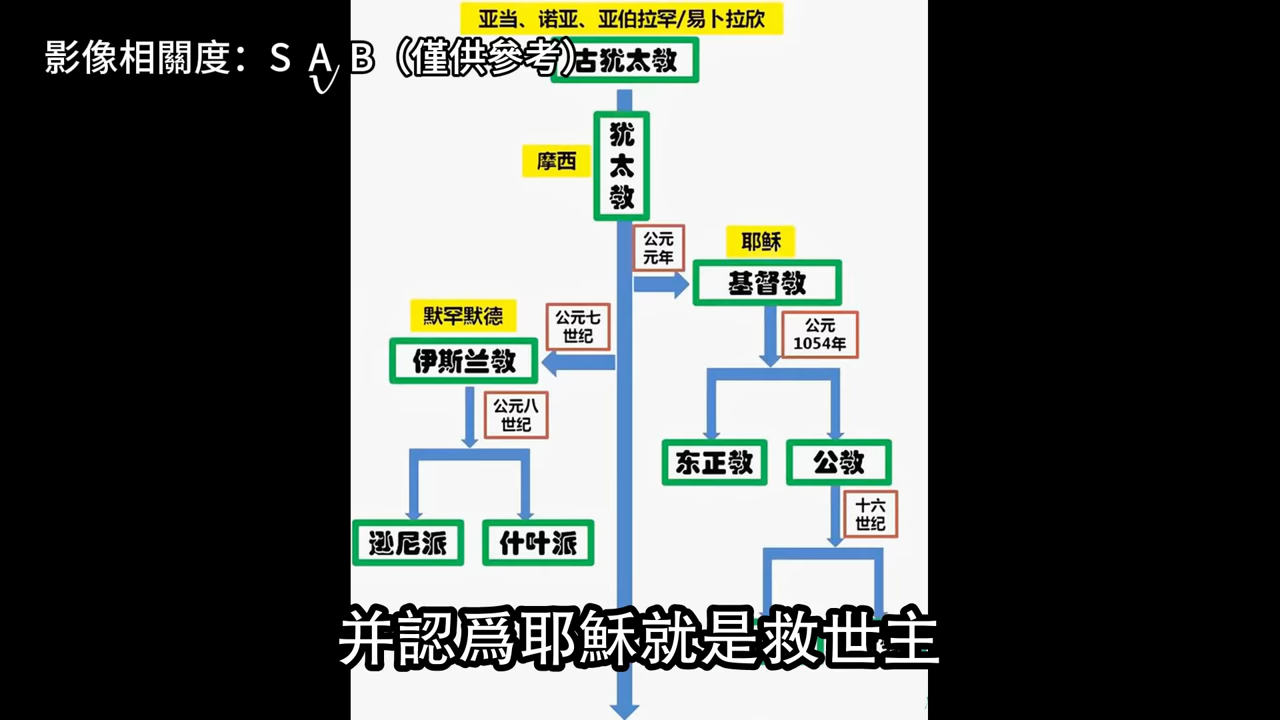 亚当、诺亚、亚伯拉罕/易卜拉欣
影像相關度：S A B（僅供參考）
古犹太教
犹
太
教
摩西
公元
元年
耶稣
基督教
默罕默德
公元七
世纪
公元
1054年
伊斯兰教
公元八
世纪
东正教
公教
十六
世纪
逊尼派
什叶派
并認爲耶穌就是救世主